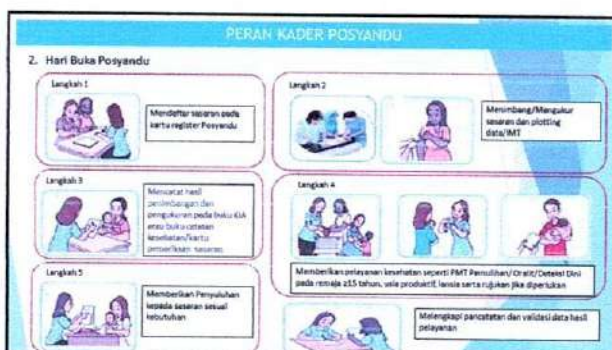 PERAN KADER POSYANDU
2. Hari Buka Posyandu
Langkah 1
Mendaftar sasaran pada
kartu register Posyandu
Langkah 2
Menimbang/Mengukur
sasaran dan plotting
data/IMT
Langkah 3
Mencatat hasil
penimbangan dan
pengukuran pada buku KIA
atau buku catatan
kesehatan/kartu
pemeriksaan sasaran
Langkah 4
Memberikan pelayanan kesehatan seperti PMT Pemulihan/Oralit/Deteksi Dini
pada remaja ≥15 tahun, usia produktif, lansia serta rujukan jika diperlukan
Langkah 5
Memberikan Penyuluhan
kepada sasaran sesuai
kebutuhan
Melengkapi pencatatan dan validasi data hasil
pelayanan